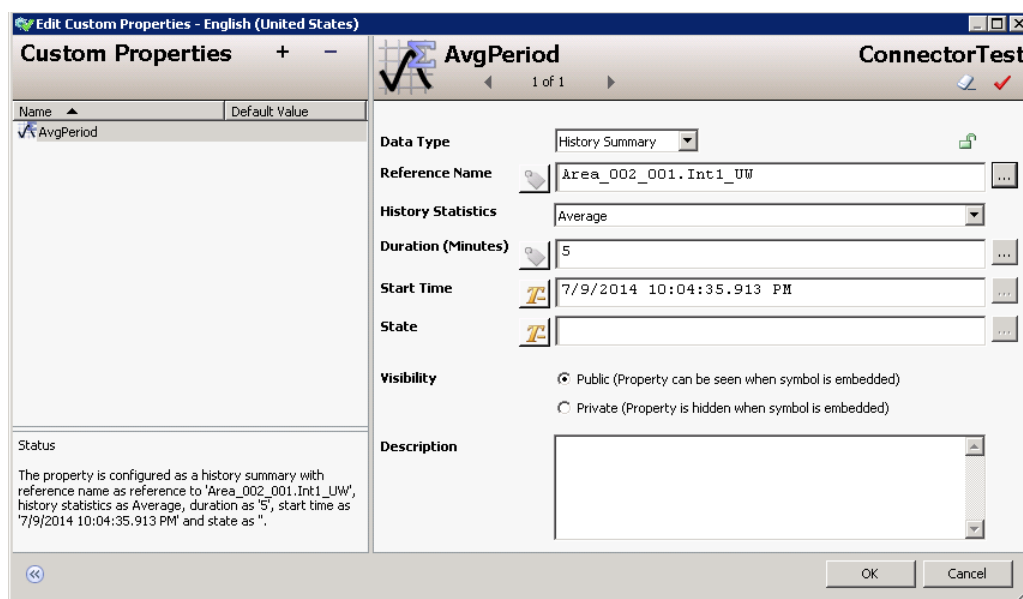 Edit Custom Properties - English (United States)
Custom Properties + −
Name Default Value
AvgPeriod
Status
The property is configured as a history summary with
reference name as reference to 'Area_002_001.Int1_UW',
history statistics as Average, duration as '5', start time as
'7/9/2014 10:04:35.913 PM' and state as ''.
AvgPeriod ConnectorTest
1 of 1
Data Type History Summary
Reference Name Area_002_001.Int1_UW ...
History Statistics Average
Duration (Minutes) 5 ...
Start Time T 7/9/2014 10:04:35.913 PM ...
State T ...
Visibility Public (Property can be seen when symbol is embedded)
Private (Property is hidden when symbol is embedded)
Description
OK Cancel